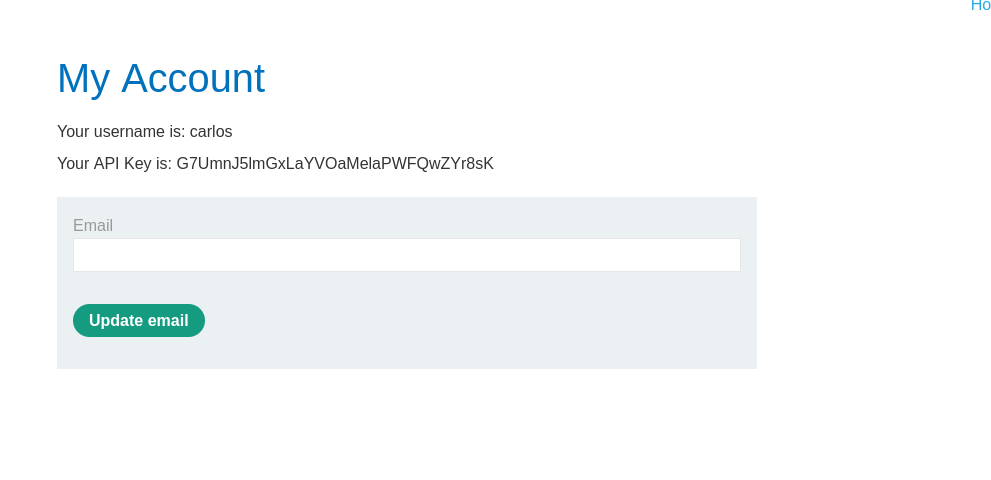 Ho
My Account
Your username is: carlos
Your API Key is: G7UmnJ5lmGxLaYVOaMelaPWFQwZYr8sK
Email
Update email